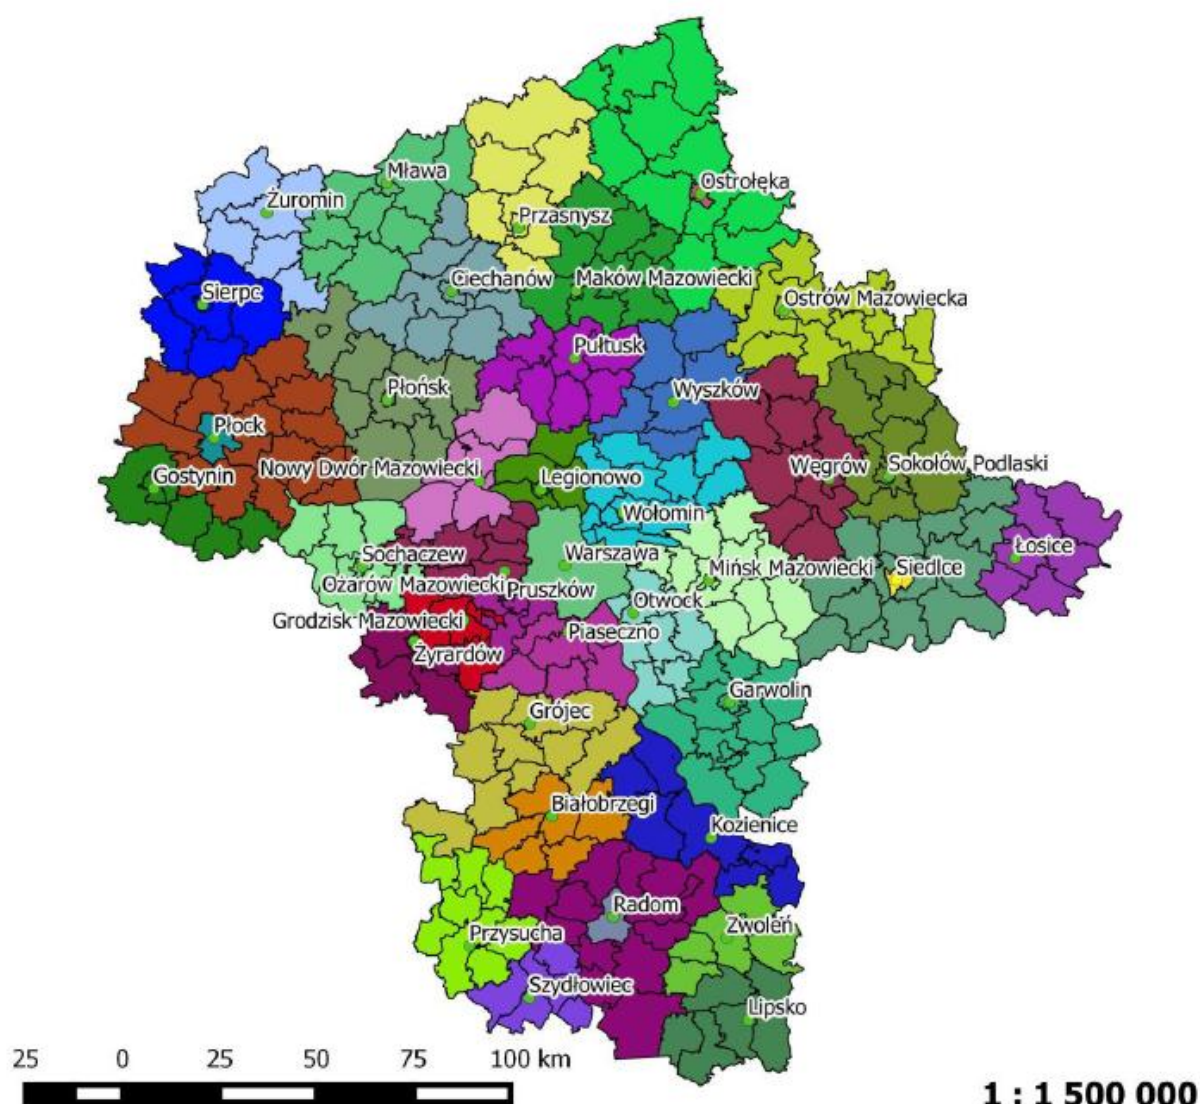 Mława
Ostrołęka
Żuromin
Przasnysz
Ciechanów
Maków Mazowiecki
Sierpc
Ostrów Mazowiecka
Pułtusk
Płońsk
Wyszków
Płock
Gostynin
Nowy Dwór Mazowiecki
Legionowo
Węgrów
Sokołów Podlaski
Wołomin
Sochaczew
Warszawa
Łosice
Ożarów Mazowiecki
Pruszków
Mińsk Mazowiecki
Siedlce
Otwock
Grodzisk Mazowiecki
Piaseczno
Żyrardów
Garwolin
Grójec
Białobrzegi
Kozienice
Radom
Zwoleń
Przysucha
Szydłowiec
Lipsko
25 0 25 50 75 100 km
1 : 1 500 000